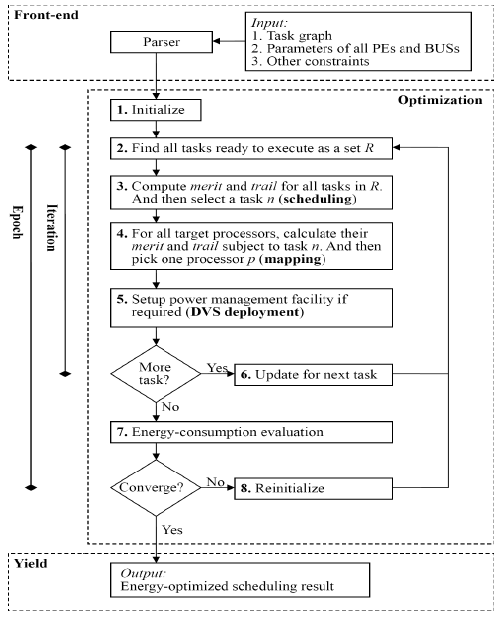 Front-end
Input:
1. Task graph
2. Parameters of all PEs and BUSs
3. Other constraints
Parser
Optimization
1. Initialize
2. Find all tasks ready to execute as a set R
3. Compute merit and trail for all tasks in R.
And then select a task n (scheduling)
4. For all target processors, calculate their
merit and trail subject to task n. And then
pick one processor p (mapping)
5. Setup power management facility if
required (DVS deployment)
Epoch
Iteration
More
task?
Yes
6. Update for next task
No
7. Energy-consumption evaluation
Converge?
No
8. Reinitialize
Yes
Yield
Output:
Energy-optimized scheduling result